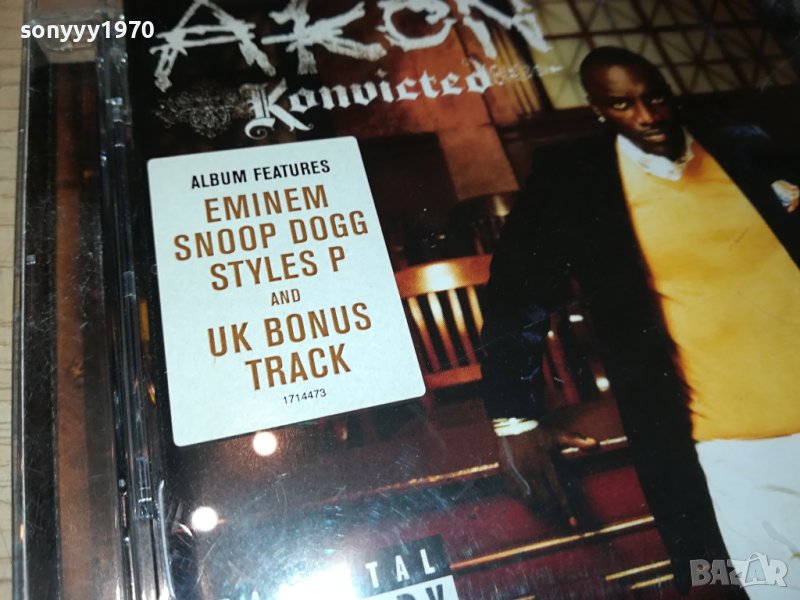 sonyyy1970
AKON
Konvicted
ALBUM FEATURES
EMINEM
SNOOP DOGG
STYLES P
AND
UK BONUS
TRACK
1714473
TAL
BAZAR